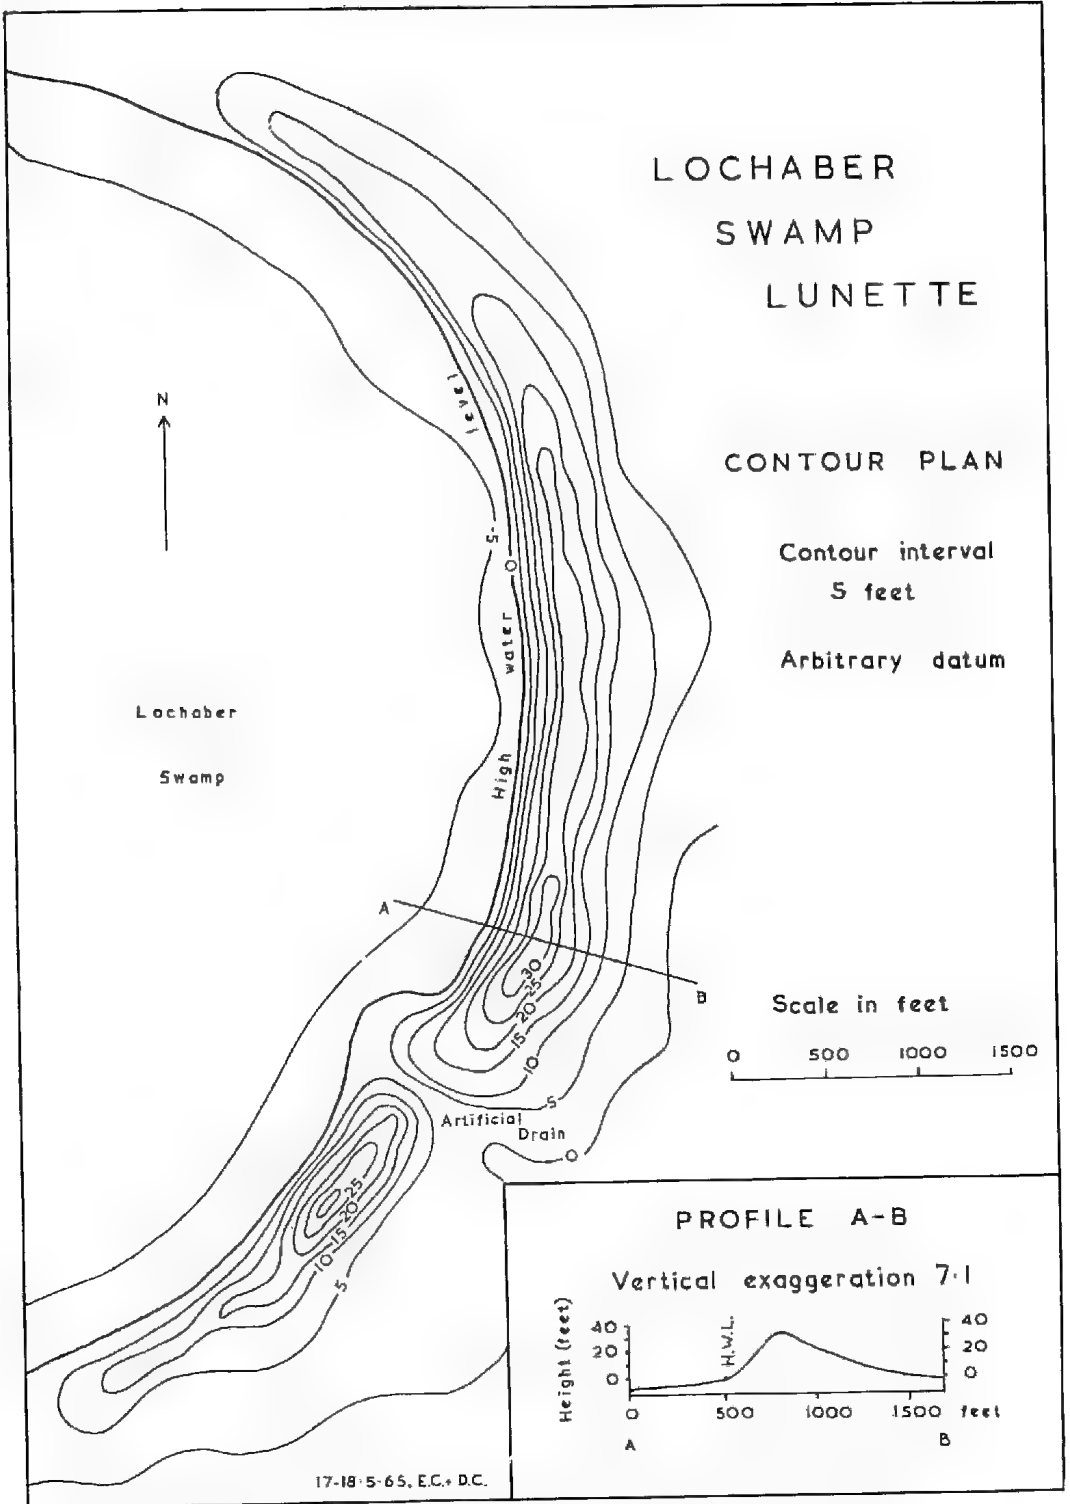 LOCHABER
SWAMP
LUNETTE
N
level
CONTOUR PLAN
-5
Contour interval
5 feet
0
water
Arbitrary datum
Lochaber
Swamp
High
A
30
25
B
20
15
10
Scale in feet
0 500 1000 1500
5
Artificial
Drain
0
25
20
15
10
5
PROFILE A-B
Vertical exaggeration 7·1
Height (feet)
H.W.L.
40
20
0
40
20
0
0 500 1000 1500 feet
A B
17-18·5-65, E.C.+ D.C.